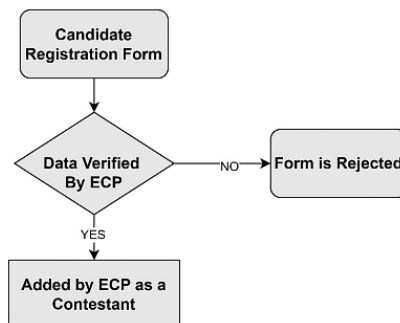 Candidate
Registration Form
Data Verified
By ECP
NO
Form is Rejected
YES
Added by ECP as a
Contestant